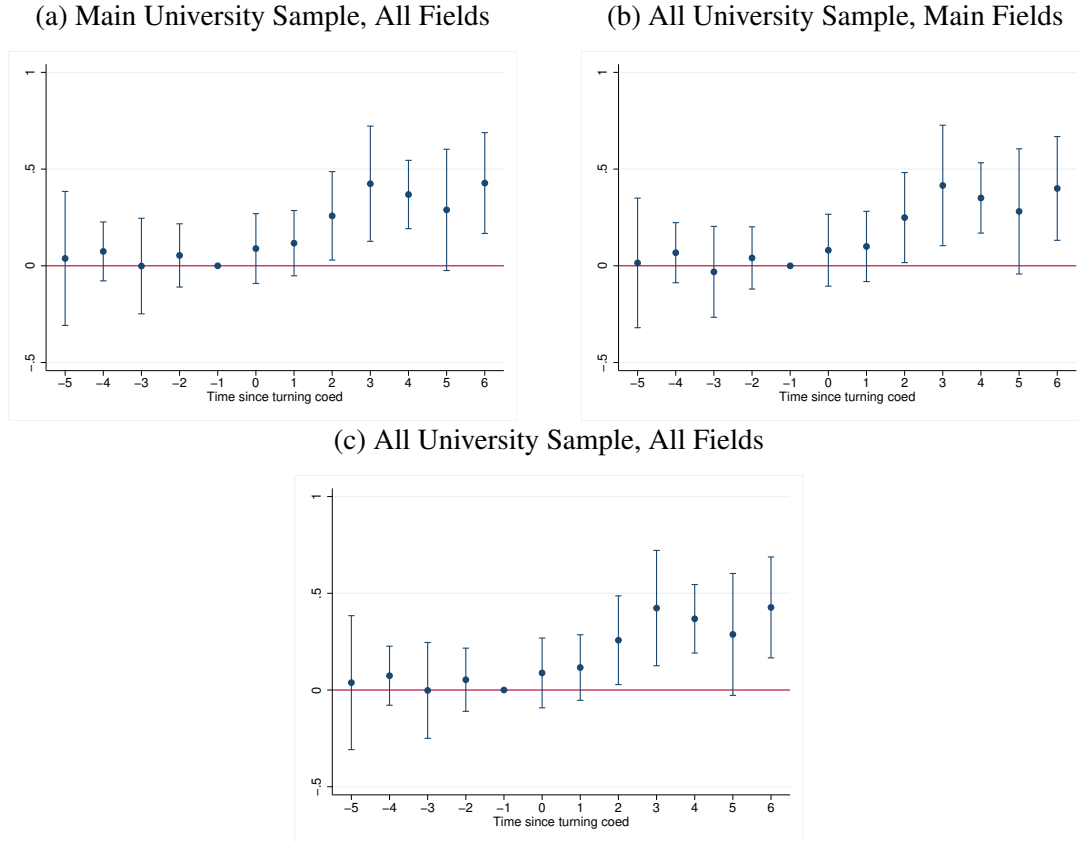 (a) Main University Sample, All Fields
1
.5
0
-.5
−5 −4 −3 −2 −1 0 1 2 3 4 5 6
Time since turning coed
(b) All University Sample, Main Fields
1
.5
0
-.5
−5 −4 −3 −2 −1 0 1 2 3 4 5 6
Time since turning coed
(c) All University Sample, All Fields
1
.5
0
-.5
−5 −4 −3 −2 −1 0 1 2 3 4 5 6
Time since turning coed